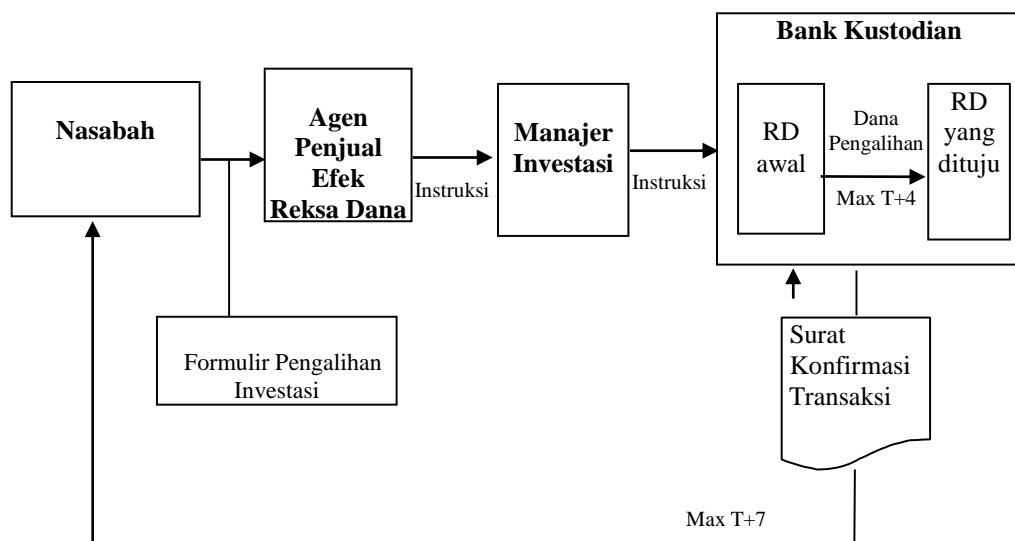 Bank Kustodian
Nasabah
Agen
Penjual
Efek
Reksa Dana
Instruksi
Manajer
Investasi
Instruksi
RD
awal
Dana
Pengalihan
Max T+4
RD
yang
dituju
Formulir Pengalihan
Investasi
Surat
Konfirmasi
Transaksi
Max T+7